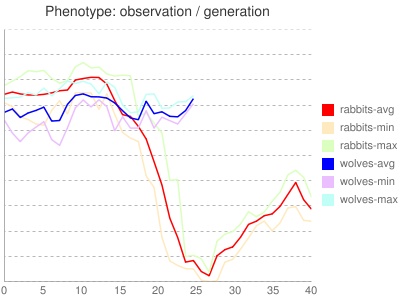 Phenotype: observation / generation
rabbits-avg
rabbits-min
rabbits-max
wolves-avg
wolves-min
wolves-max
0 5 10 15 20 25 30 35 40